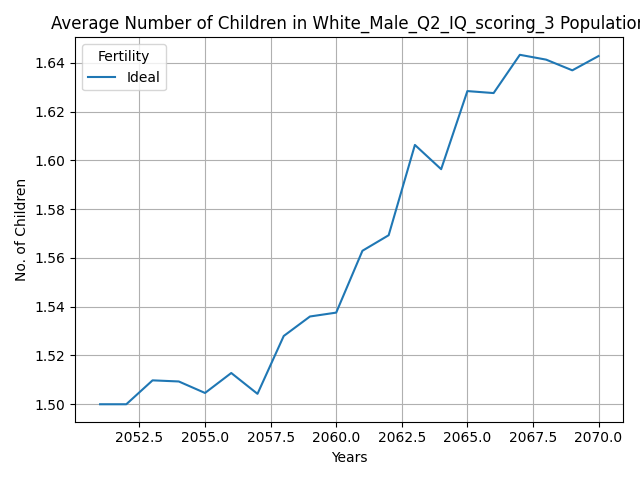 Average Number of Children in White_Male_Q2_IQ_scoring_3 Population
Fertility
Ideal
No. of Children
1.64
1.62
1.60
1.58
1.56
1.54
1.52
1.50
2052.5 2055.0 2057.5 2060.0 2062.5 2065.0 2067.5 2070.0
Years